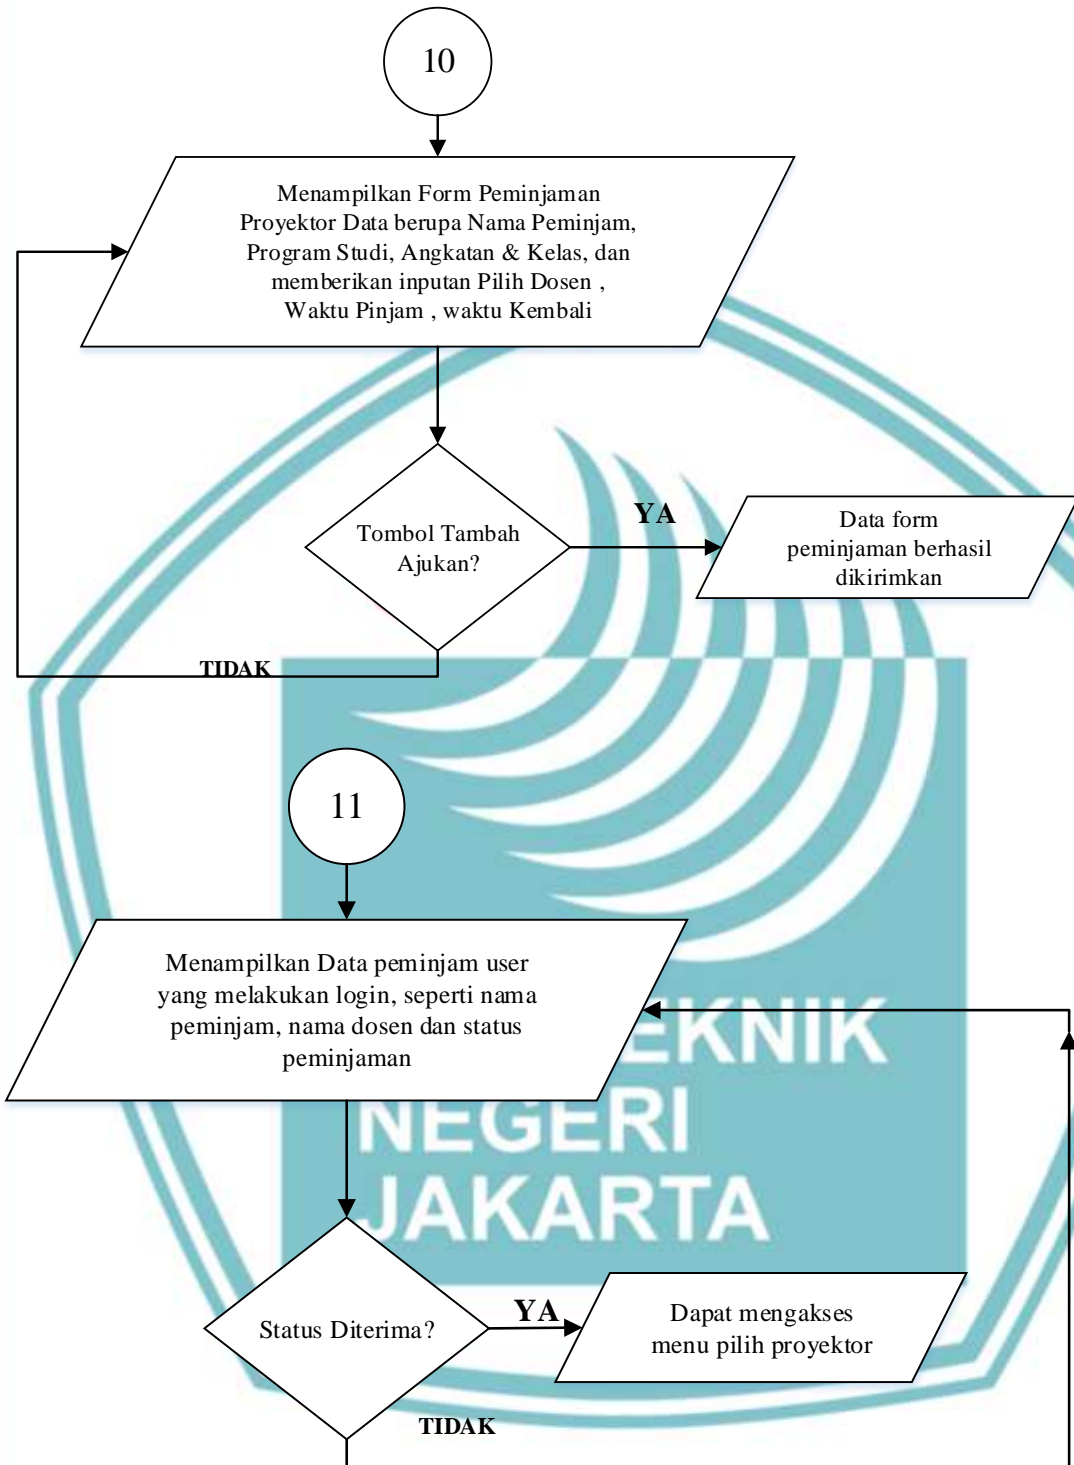 10
Menampilkan Form Peminjaman
Proyektor Data berupa Nama Peminjam,
Program Studi, Angkatan & Kelas, dan
memberikan inputan Pilih Dosen ,
Waktu Pinjam , waktu Kembali
Tombol Tambah
Ajukan?
YA
Data form
peminjaman berhasil
dikirimkan
TIDAK
11
Menampilkan Data peminjam user
yang melakukan login, seperti nama
peminjam, nama dosen dan status
peminjaman
EKNIK
NEGERI
JAKARTA
Status Diterima?
YA
Dapat mengakses
menu pilih proyektor
TIDAK